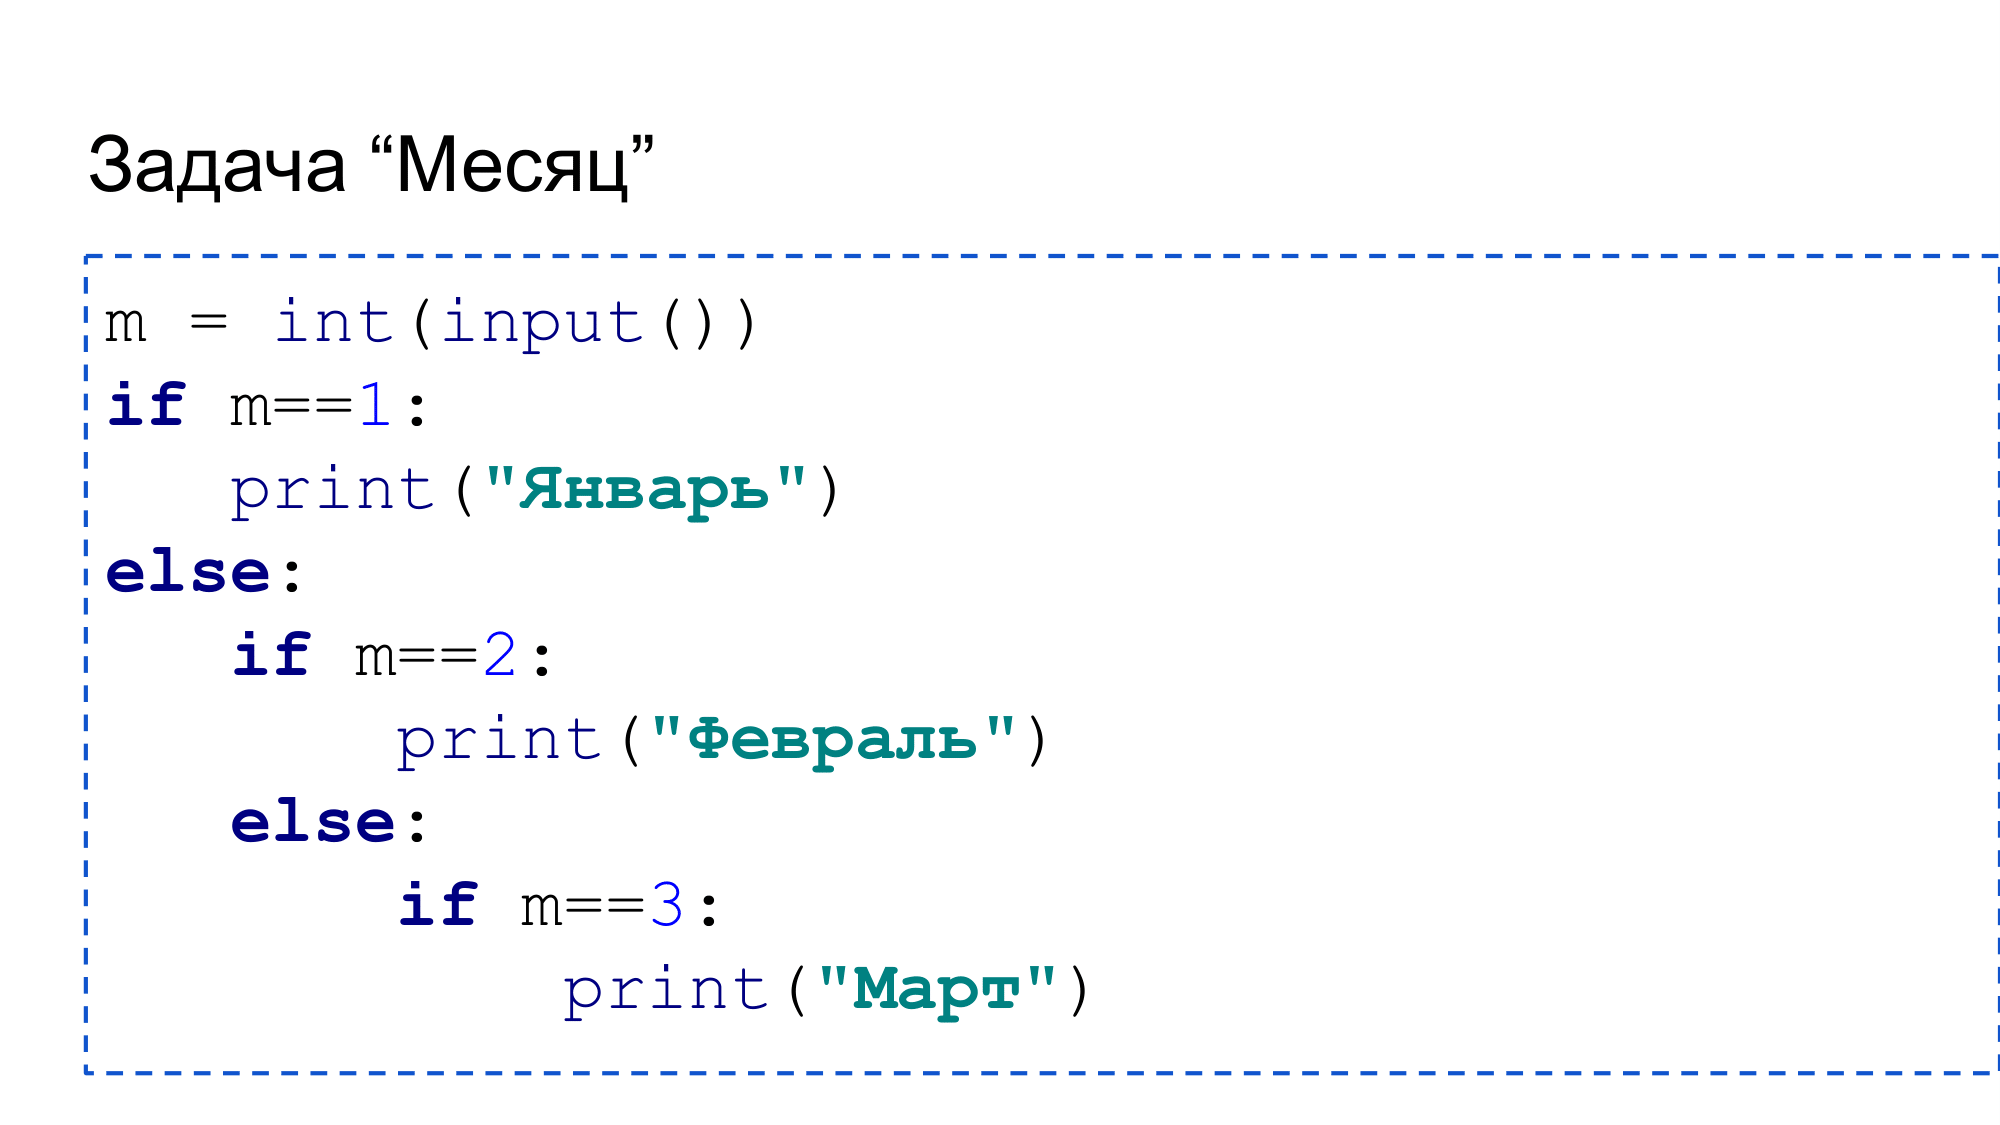 Задача “Месяц”
m = int(input())
if m==1:
   print("Январь")
else:
   if m==2:
       print("Февраль")
   else:
       if m==3:
           print("Март")